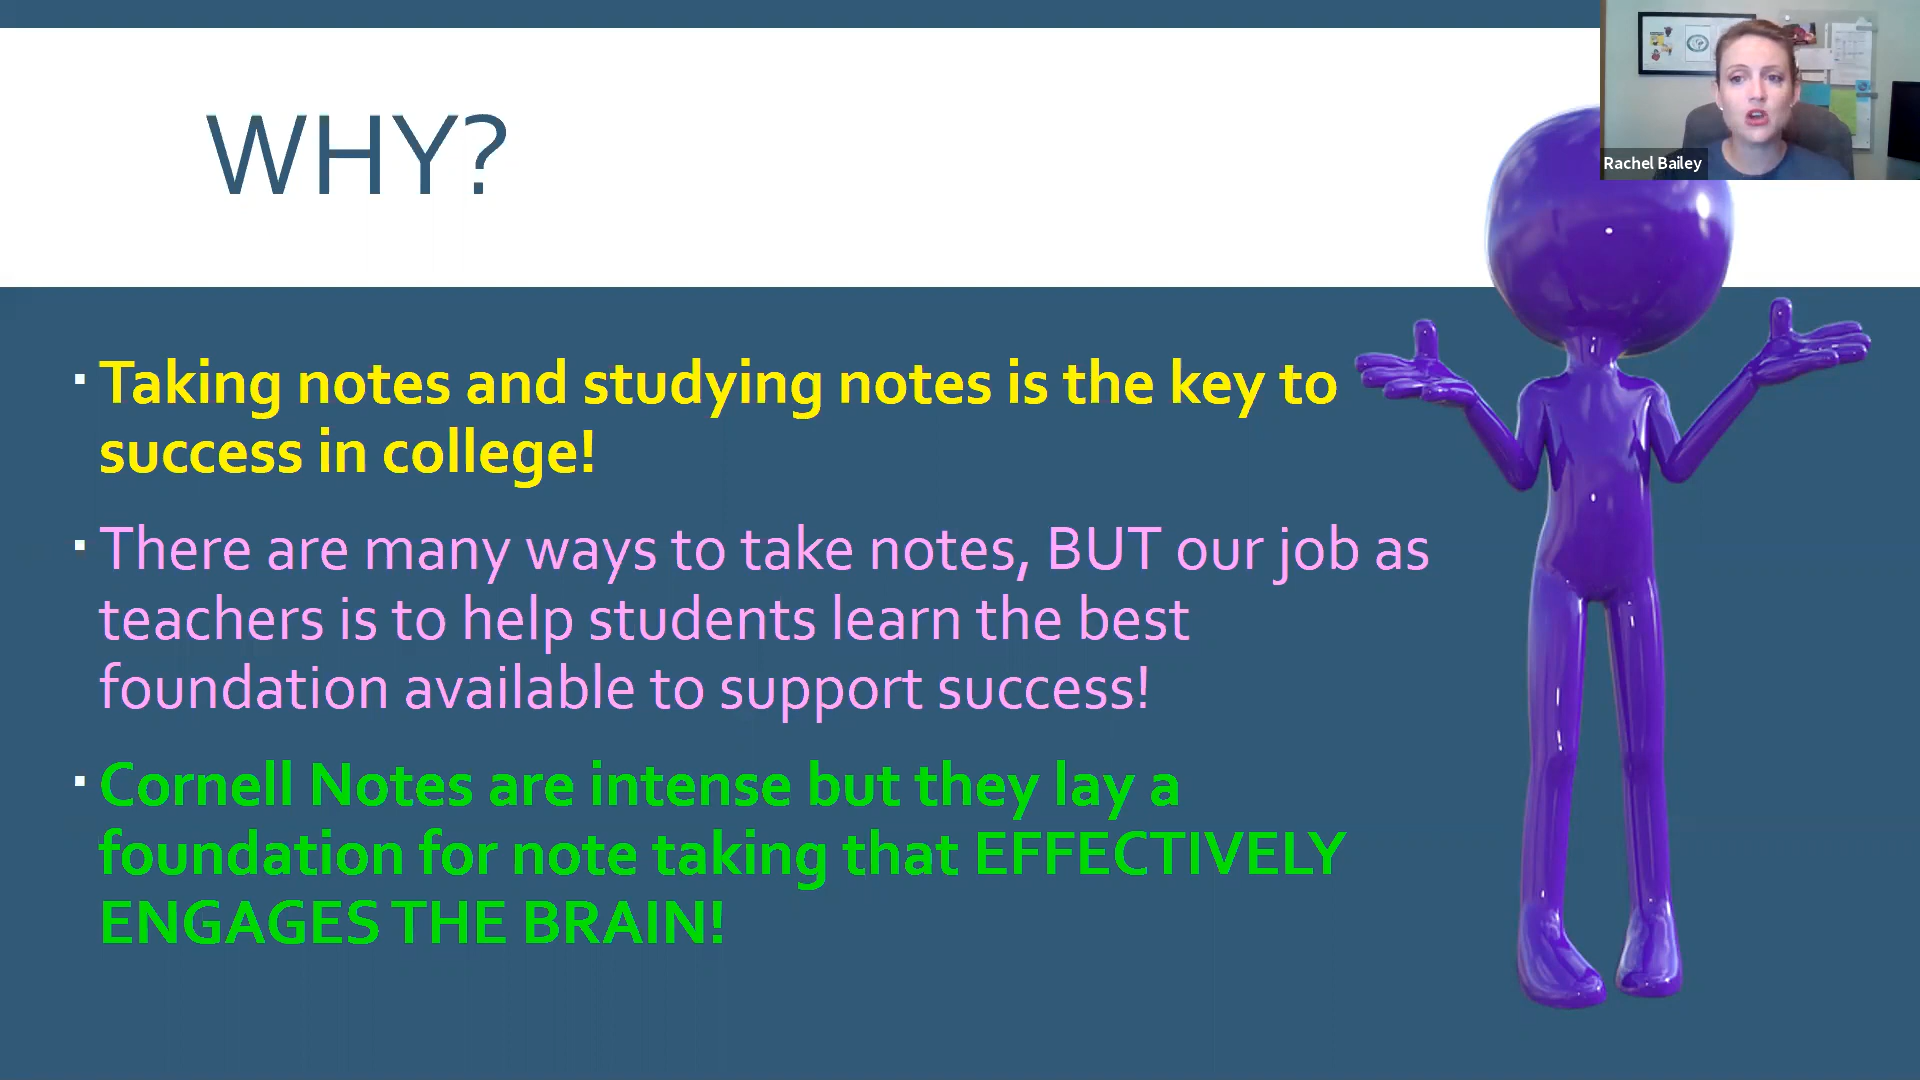 WHY?
Rachel Bailey
Taking notes and studying notes is the key to
success in college!
There are many ways to take notes, BUT our job as
teachers is to help students learn the best
foundation available to support success!
Cornell Notes are intense but they lay a
foundation for note taking that EFFECTIVELY
ENGAGES THE BRAIN!